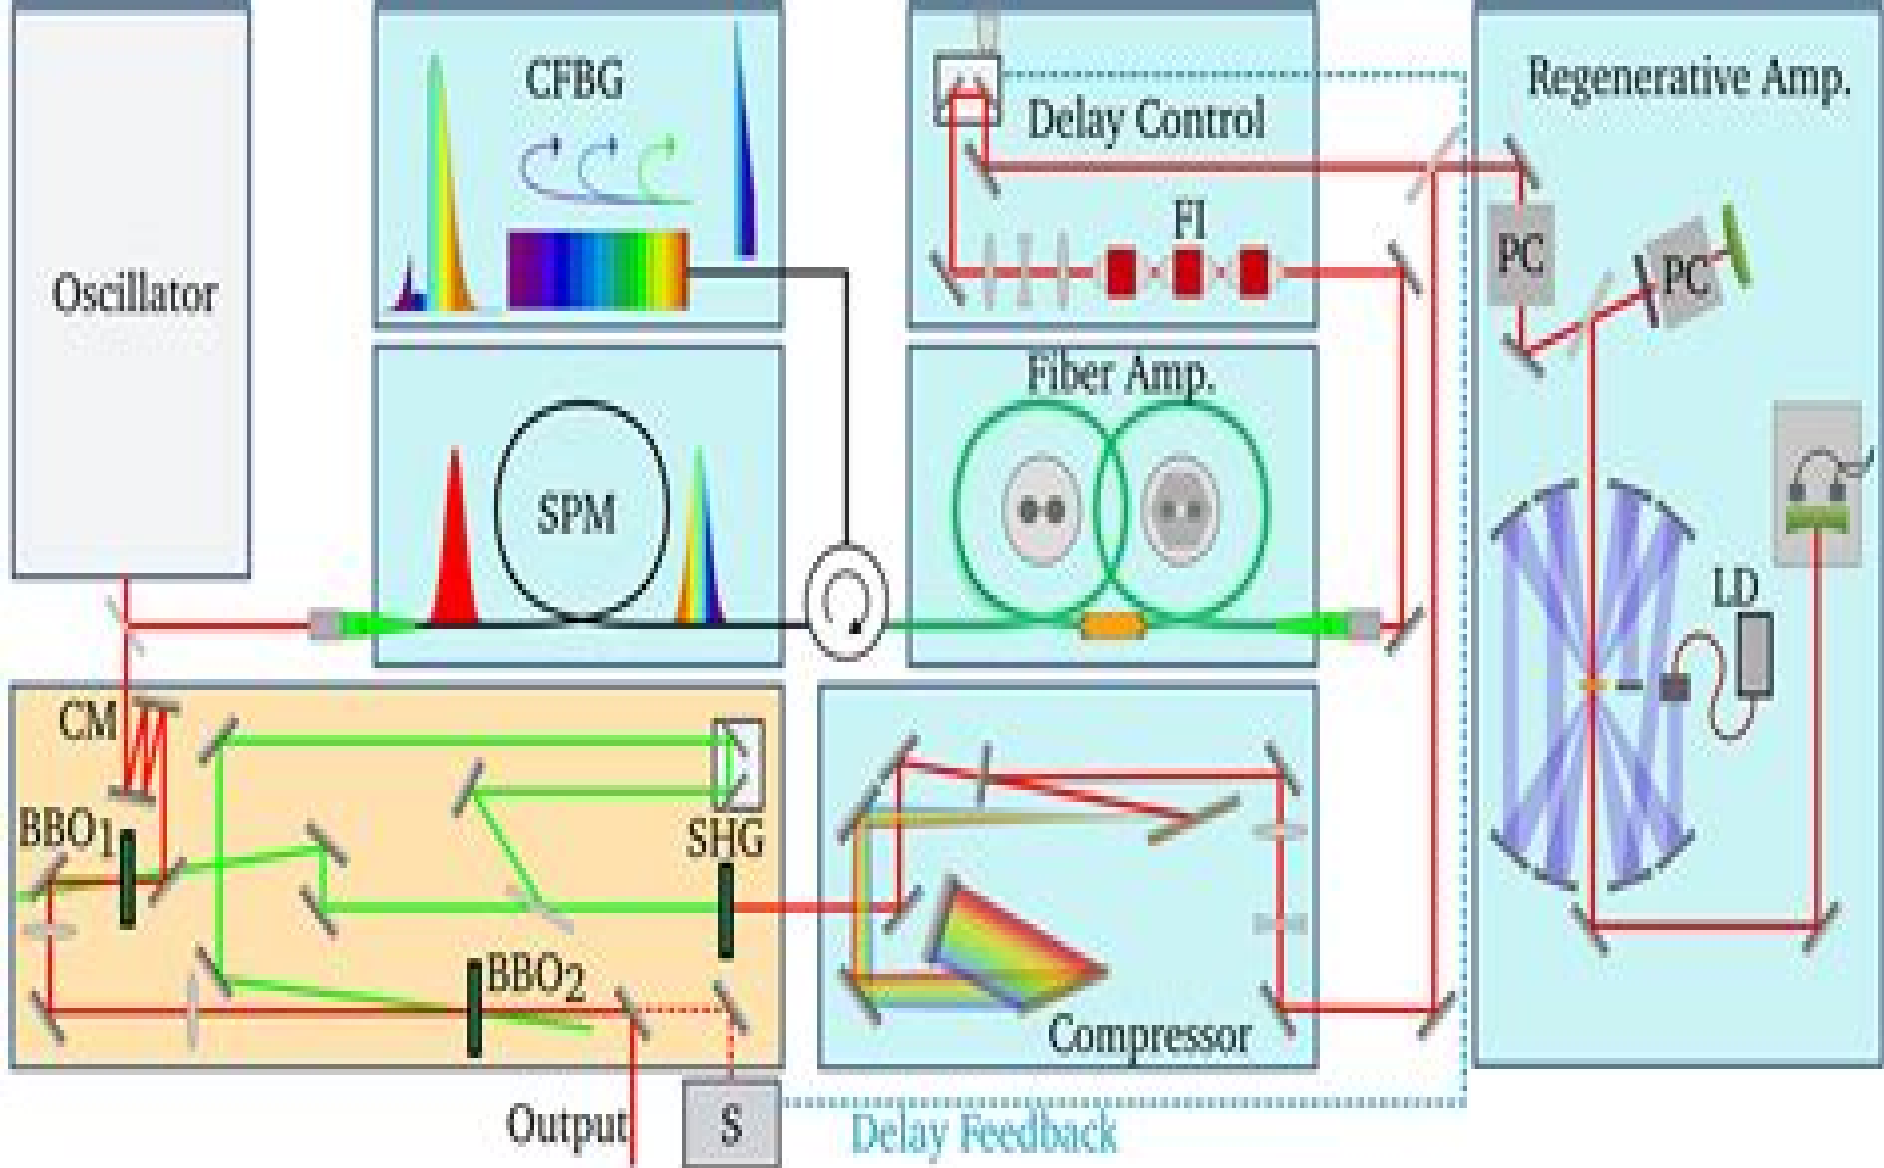 Oscillator
CFBG
SPM
Delay Control
FI
Fiber Amp.
Regenerative Amp.
PC
PC
LD
CM
BBO1
SHG
BBO2
Compressor
Output
S
Delay Feedback